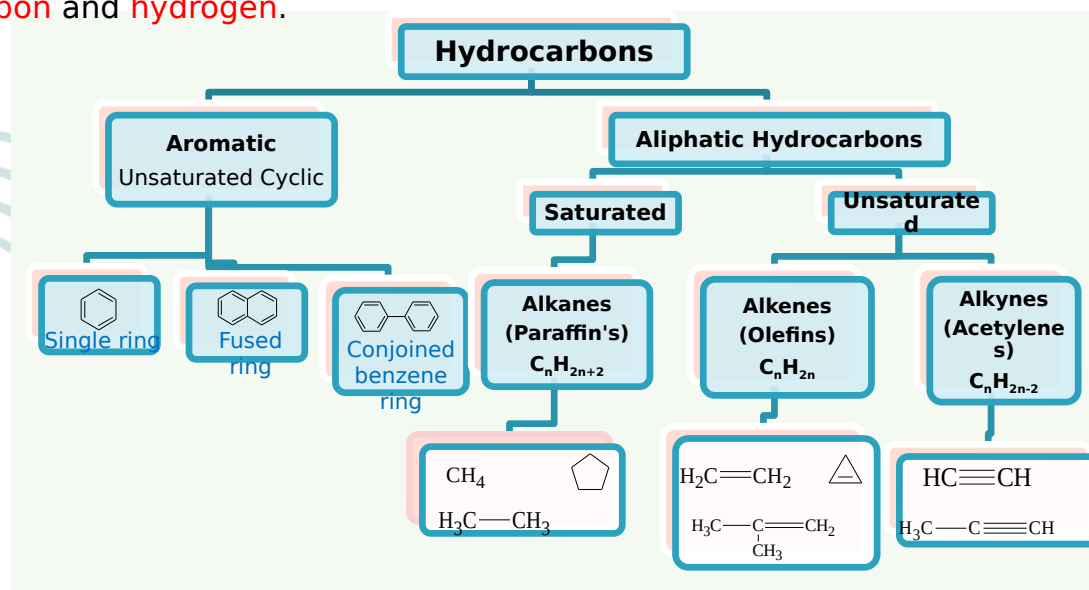 bon and hydrogen.
Hydrocarbons
Aromatic
Unsaturated Cyclic
Aliphatic Hydrocarbons
Saturated
Unsaturate
d
Single ring
Fused
ring
Conjoined
benzene
ring
Alkanes
(Paraffin's)
CₙH₂ₙ₊₂
Alkenes
(Olefins)
CₙH₂ₙ
Alkynes
(Acetylene
s)
CₙH₂ₙ₋₂
CH₄
H₃C—CH₃
H₂C=CH₂
H₃C—C=CH₂
CH₃
HC≡CH
H₃C—C≡CH